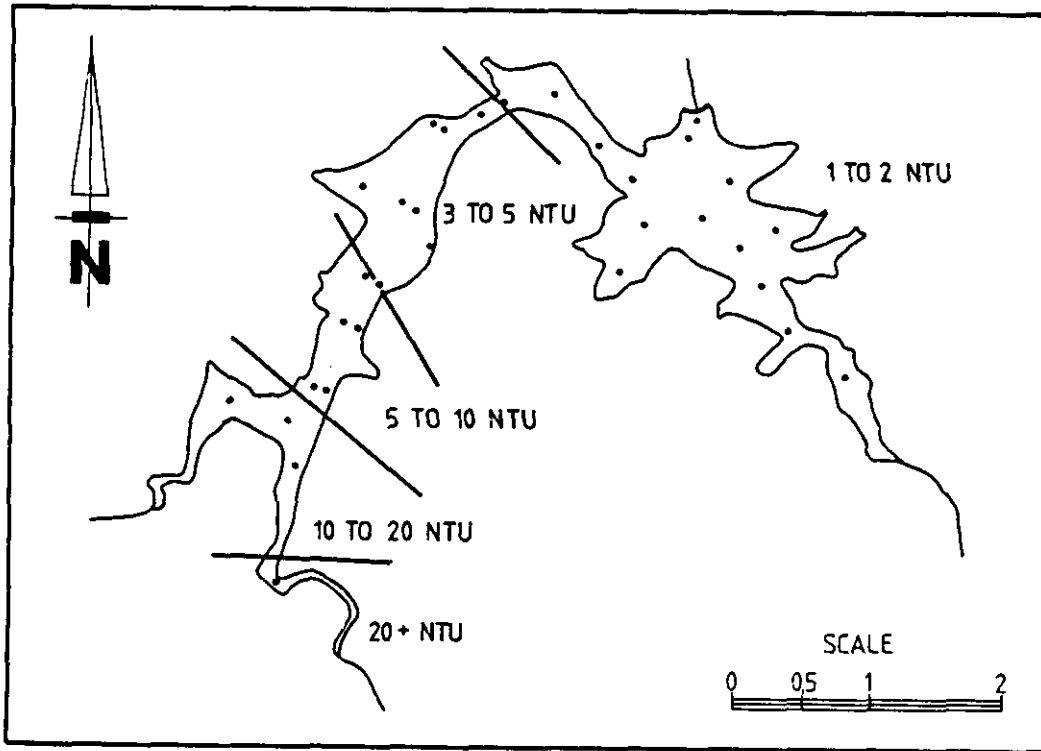 N
1 TO 2 NTU
3 TO 5 NTU
5 TO 10 NTU
10 TO 20 NTU
20+ NTU
SCALE
0 0,5 1 2